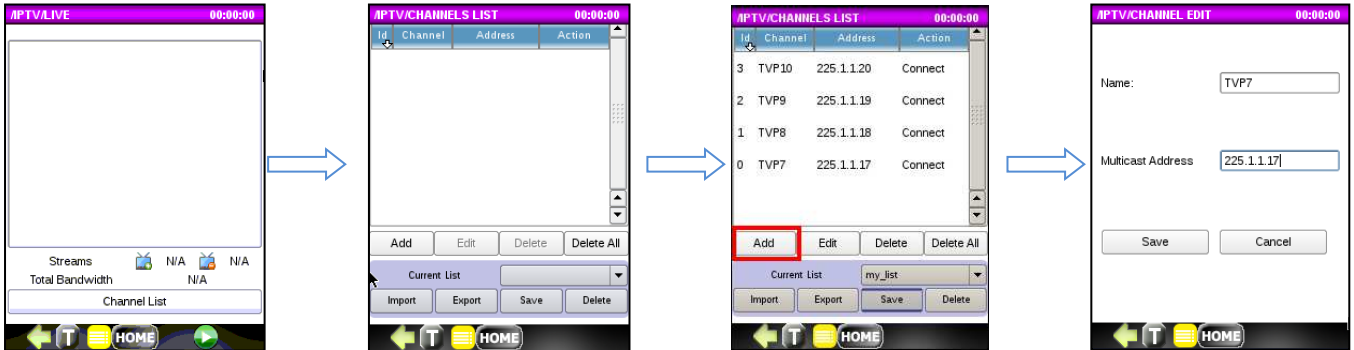 /IPTV/LIVE 00:00:00
Streams N/A N/A
Total Bandwidth N/A
Channel List
T HOME
/IPTV/CHANNELS LIST 00:00:00
Id Channel Address Action
Add Edit Delete Delete All
Current List
Import Export Save Delete
T HOME
/IPTV/CHANNELS LIST 00:00:00
Id Channel Address Action
3 TVP10 225.1.1.20 Connect
2 TVP9 225.1.1.19 Connect
1 TVP8 225.1.1.18 Connect
0 TVP7 225.1.1.17 Connect
Add Edit Delete Delete All
Current List my_list
Import Export Save Delete
T HOME
/IPTV/CHANNEL EDIT 00:00:00
Name: TVP7
Multicast Address 225.1.1.17
Save Cancel
T HOME